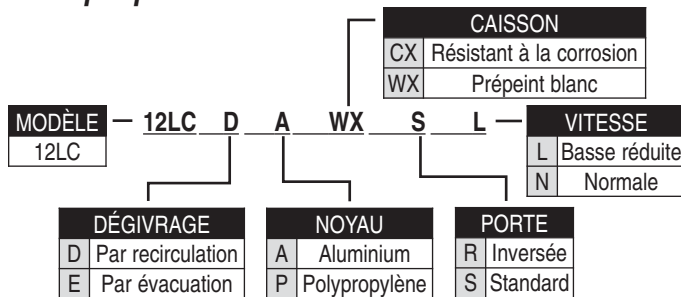 CAISSON
CX Résistant à la corrosion
WX Prépeint blanc
MODÈLE
12LC
12LC D A WX S L
VITESSE
L Basse réduite
N Normale
DÉGIVRAGE
D Par recirculation
E Par évacuation
NOYAU
A Aluminium
P Polypropylène
PORTE
R Inversée
S Standard